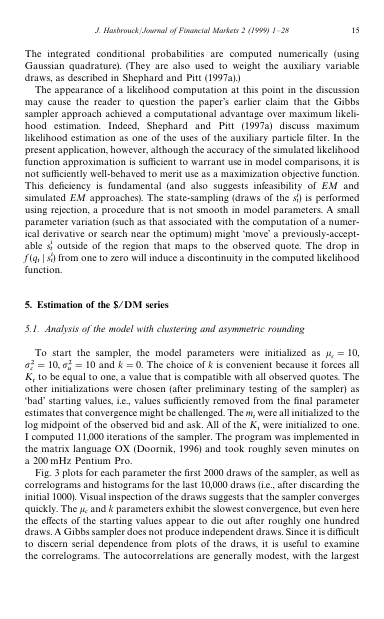 J. Hasbrouck / Journal of Financial Markets 2 (1999) 1–28 15
The integrated conditional probabilities are computed numerically (using
Gaussian quadrature). (They are also used to weight the auxiliary variable
draws, as described in Shephard and Pitt (1997a).)
The appearance of a likelihood computation at this point in the discussion
may cause the reader to question the paper's earlier claim that the Gibbs
sampler approach achieved a computational advantage over maximum likeli-
hood estimation. Indeed, Shephard and Pitt (1997a) discuss maximum
likelihood estimation as one of the uses of the auxiliary particle filter. In the
present application, however, although the accuracy of the simulated likelihood
function approximation is sufficient to warrant use in model comparisons, it is
not sufficiently well-behaved to merit use as a maximization objective function.
This deficiency is fundamental (and also suggests infeasibility of EM and
simulated EM approaches). The state-sampling (draws of the sᵢₜ) is performed
using rejection, a procedure that is not smooth in model parameters. A small
parameter variation (such as that associated with the computation of a numer-
ical derivative or search near the optimum) might 'move' a previously-accept-
able sᵢₜ outside of the region that maps to the observed quote. The drop in
f(qₜ | sᵢₜ) from one to zero will induce a discontinuity in the computed likelihood
function.
5. Estimation of the $/DM series
5.1. Analysis of the model with clustering and asymmetric rounding
To start the sampler, the model parameters were initialized as μ = 10,
σ² = 10, σ² = 10 and k = 0. The choice of k is convenient because it forces all
Kₜ to be equal to one, a value that is compatible with all observed quotes. The
other initializations were chosen (after preliminary testing of the sampler) as
'bad' starting values, i.e., values sufficiently removed from the final parameter
estimates that convergence might be challenged. The mₜ were all initialized to the
log midpoint of the observed bid and ask. All of the Kₜ were initialized to one.
I computed 11,000 iterations of the sampler. The program was implemented in
the matrix language OX (Doornik, 1996) and took roughly seven minutes on
a 200 mHz Pentium Pro.
Fig. 3 plots for each parameter the first 2000 draws of the sampler, as well as
correlograms and histograms for the last 10,000 draws (i.e., after discarding the
initial 1000). Visual inspection of the draws suggests that the sampler converges
quickly. The μ and k parameters exhibit the slowest convergence, but even here
the effects of the starting values appear to die out after roughly one hundred
draws. A Gibbs sampler does not produce independent draws. Since it is difficult
to discern serial dependence from plots of the draws, it is useful to examine
the correlograms. The autocorrelations are generally modest, with the largest